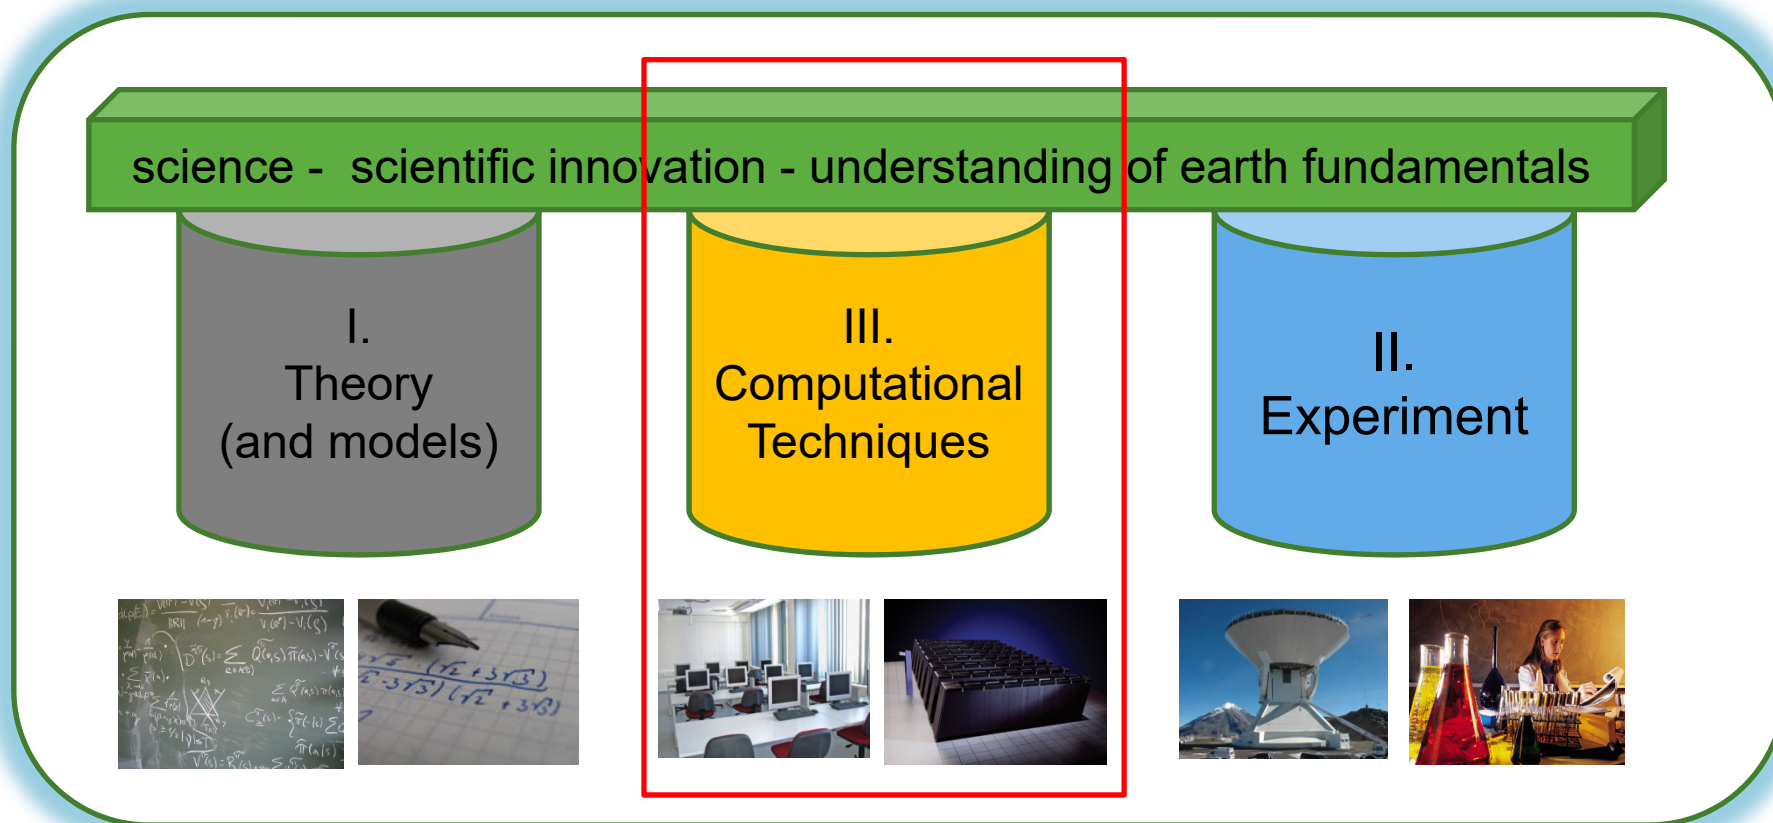 science -  scientific innovation - understanding of earth fundamentals
I.
Theory
(and models)
III.
Computational
Techniques
II.
Experiment